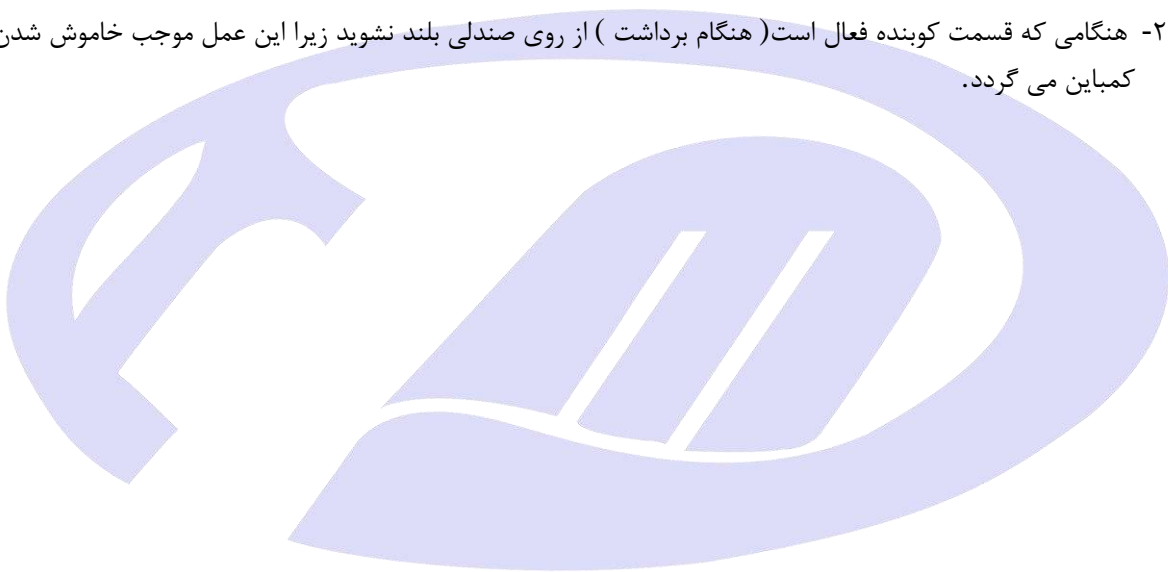 ۲- هنگامی که قسمت کوبنده فعال است( هنگام برداشت ) از روی صندلی بلند نشوید زیرا این عمل موجب خاموش شدن
کمباین می گردد.